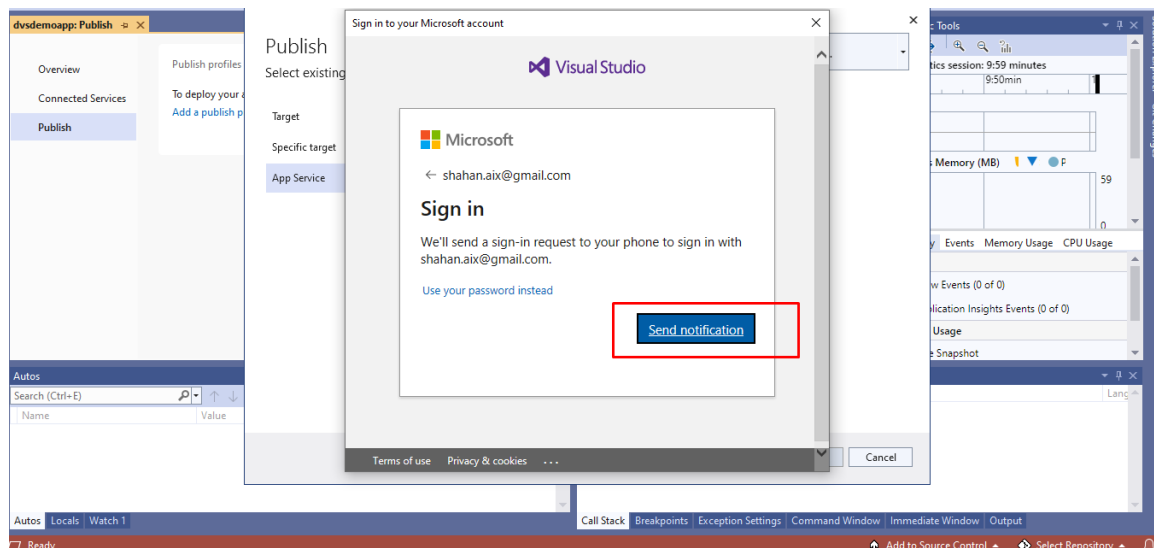 dvsdemoapp: Publish
Overview
Connected Services
Publish
Publish profiles
To deploy your
Add a publish p
Publish
Select existing
Target
Specific target
App Service
Sign in to your Microsoft account
Visual Studio
Microsoft
← shahan.aix@gmail.com
Sign in
We'll send a sign-in request to your phone to sign in with
shahan.aix@gmail.com.
Use your password instead
Send notification
Terms of use Privacy & cookies ...
Cancel
Tools
tics session: 9:59 minutes
9:50min
Memory (MB)
59
0
Events Memory Usage CPU Usage
w Events (0 of 0)
plication Insights Events (0 of 0)
Usage
Snapshot
Autos
Search (Ctrl+E)
Name Value
Lang
Autos Locals Watch 1
Call Stack Breakpoints Exception Settings Command Window Immediate Window Output
Ready
Add to Source Control Select Repository